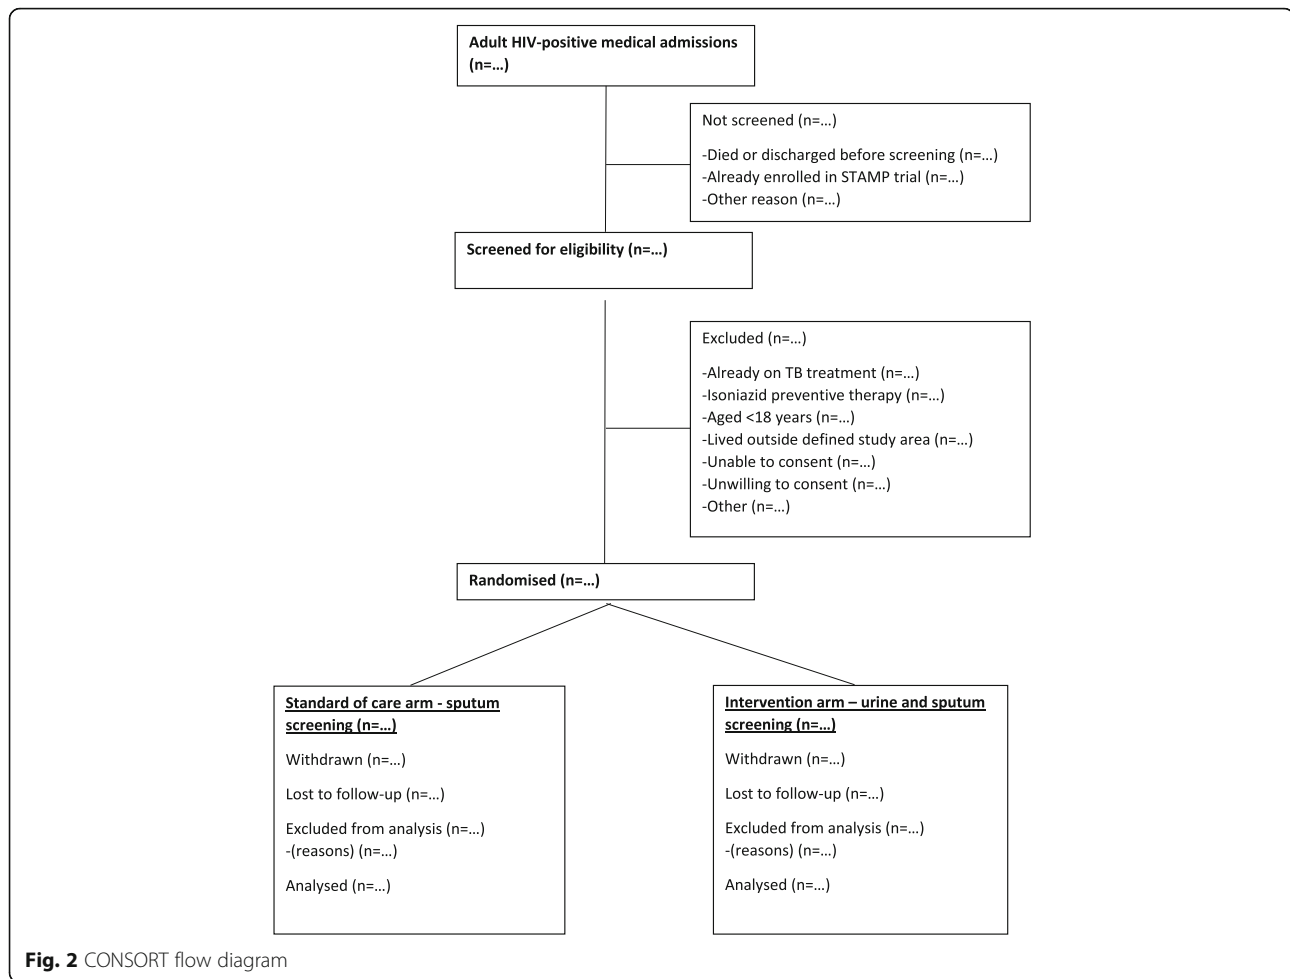 Adult HIV-positive medical admissions
(n=…)
Not screened (n=…)
-Died or discharged before screening (n=…)
-Already enrolled in STAMP trial (n=…)
-Other reason (n=…)
Screened for eligibility (n=…)
Excluded (n=…)
-Already on TB treatment (n=…)
-Isoniazid preventive therapy (n=…)
-Aged <18 years (n=…)
-Lived outside defined study area (n=…)
-Unable to consent (n=…)
-Unwilling to consent (n=…)
-Other (n=…)
Randomised (n=…)
Standard of care arm - sputum
screening (n=…)
Withdrawn (n=…)
Lost to follow-up (n=…)
Excluded from analysis (n=…)
-(reasons) (n=…)
Analysed (n=…)
Intervention arm – urine and sputum
screening (n=…)
Withdrawn (n=…)
Lost to follow-up (n=…)
Excluded from analysis (n=…)
-(reasons) (n=…)
Analysed (n=…)
Fig. 2 CONSORT flow diagram